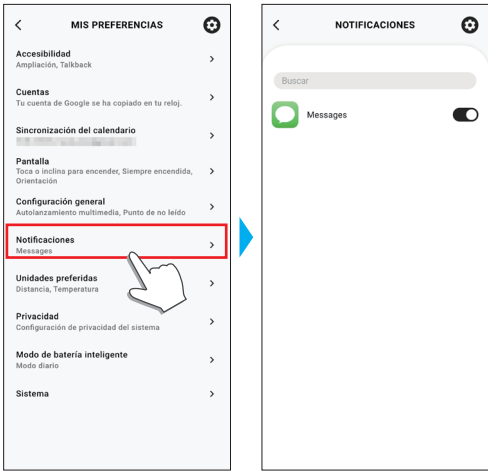 MIS PREFERENCIAS
Accesibilidad
Ampliación, Talkback
Cuentas
Tu cuenta de Google se ha copiado en tu reloj.
Sincronización del calendario
Pantalla
Toca o inclina para encender, Siempre encendida,
Orientación
Configuración general
Autolanzamiento multimedia, Punto de no leído
Notificaciones
Messages
Unidades preferidas
Distancia, Temperatura
Privacidad
Configuración de privacidad del sistema
Modo de batería inteligente
Modo diario
Sistema
NOTIFICACIONES
Buscar
Messages